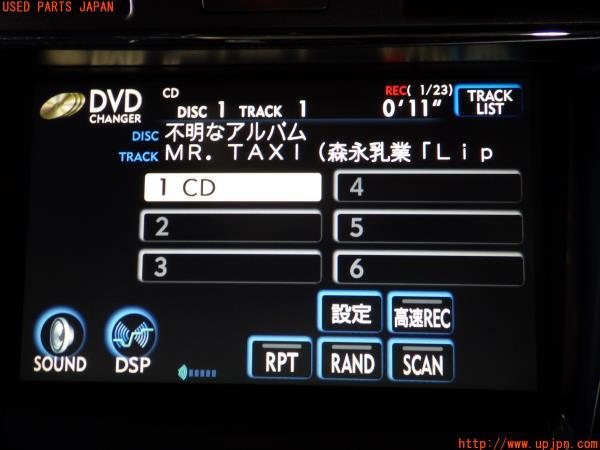 USED PARTS JAPAN
DVD CHANGER
CD
REC( 1/23)
DISC 1 TRACK 1
0'11"
TRACK LIST
DISC 不明なアルバム
TRACK MR. TAXI (森永乳業「Lip
1 CD
4
2
5
3
6
設定
高速REC
SOUND
DSP
RPT
RAND
SCAN
http://www.upjpn.com/